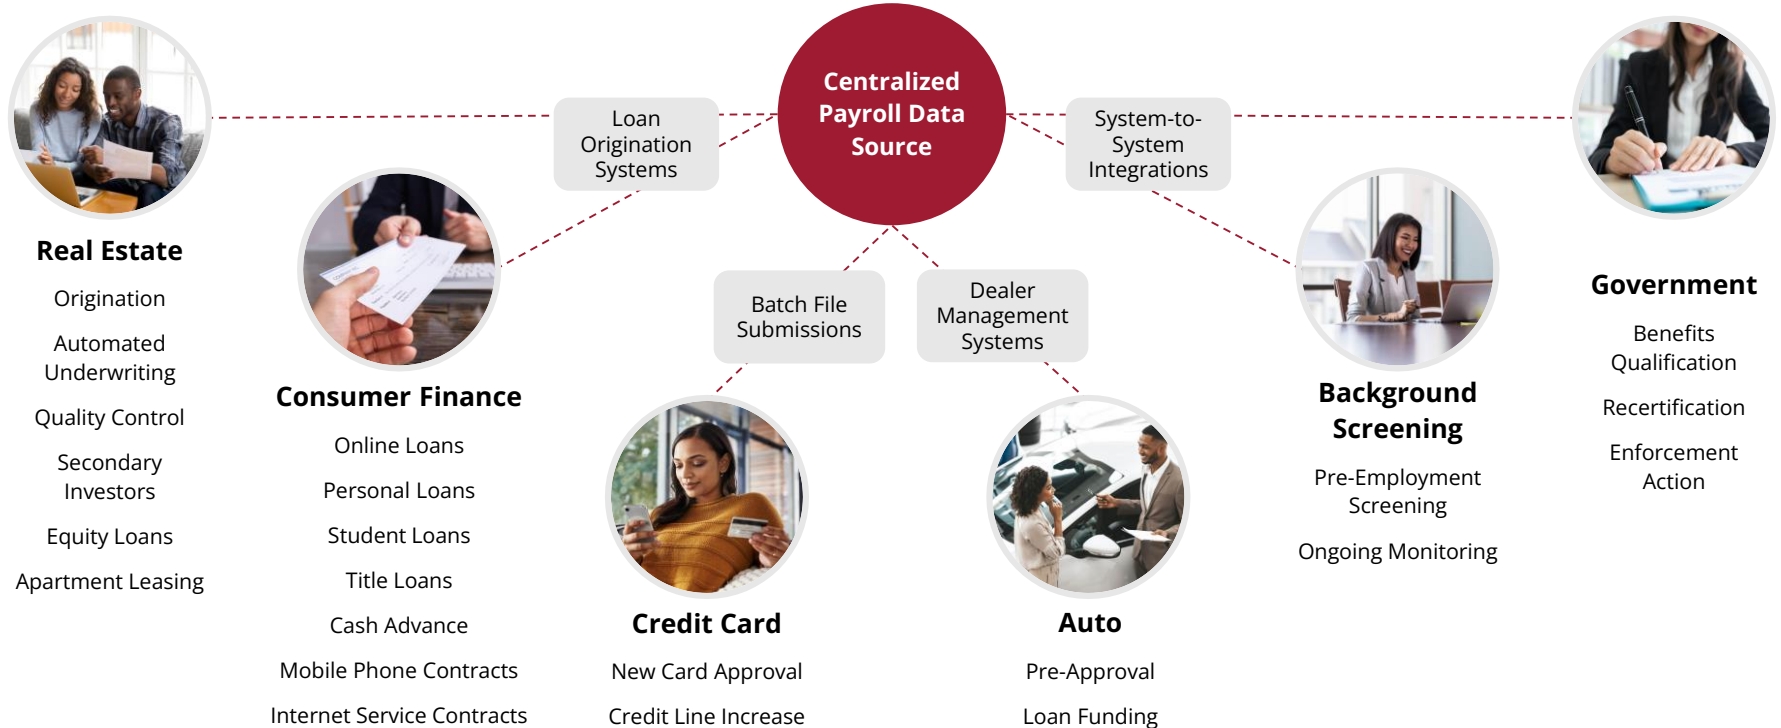 Centralized
Payroll Data
Source
Loan
Origination
Systems
System-to-
System
Integrations
Batch File
Submissions
Dealer
Management
Systems
Real Estate
Origination
Automated
Underwriting
Quality Control
Secondary
Investors
Equity Loans
Apartment Leasing
Consumer Finance
Online Loans
Personal Loans
Student Loans
Title Loans
Cash Advance
Mobile Phone Contracts
Internet Service Contracts
Credit Card
New Card Approval
Credit Line Increase
Auto
Pre-Approval
Loan Funding
Background
Screening
Pre-Employment
Screening
Ongoing Monitoring
Government
Benefits
Qualification
Recertification
Enforcement
Action